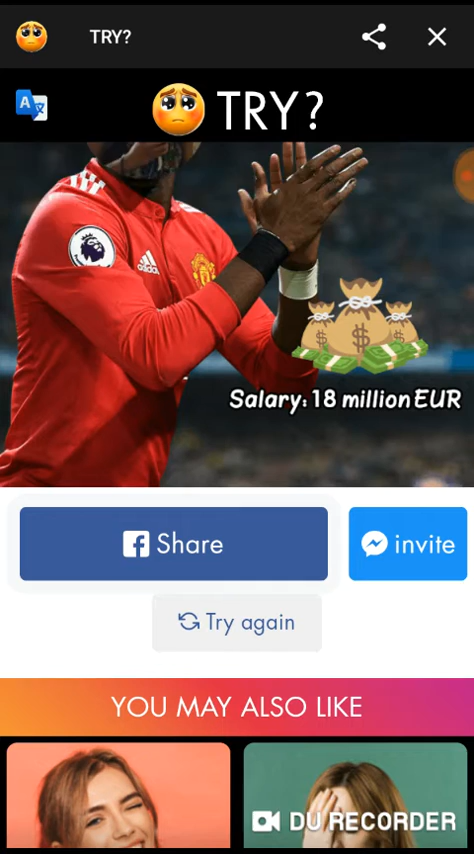 TRY?
TRY?
adidas
Salary: 18 million EUR
Share
invite
Try again
YOU MAY ALSO LIKE
DU RECORDER